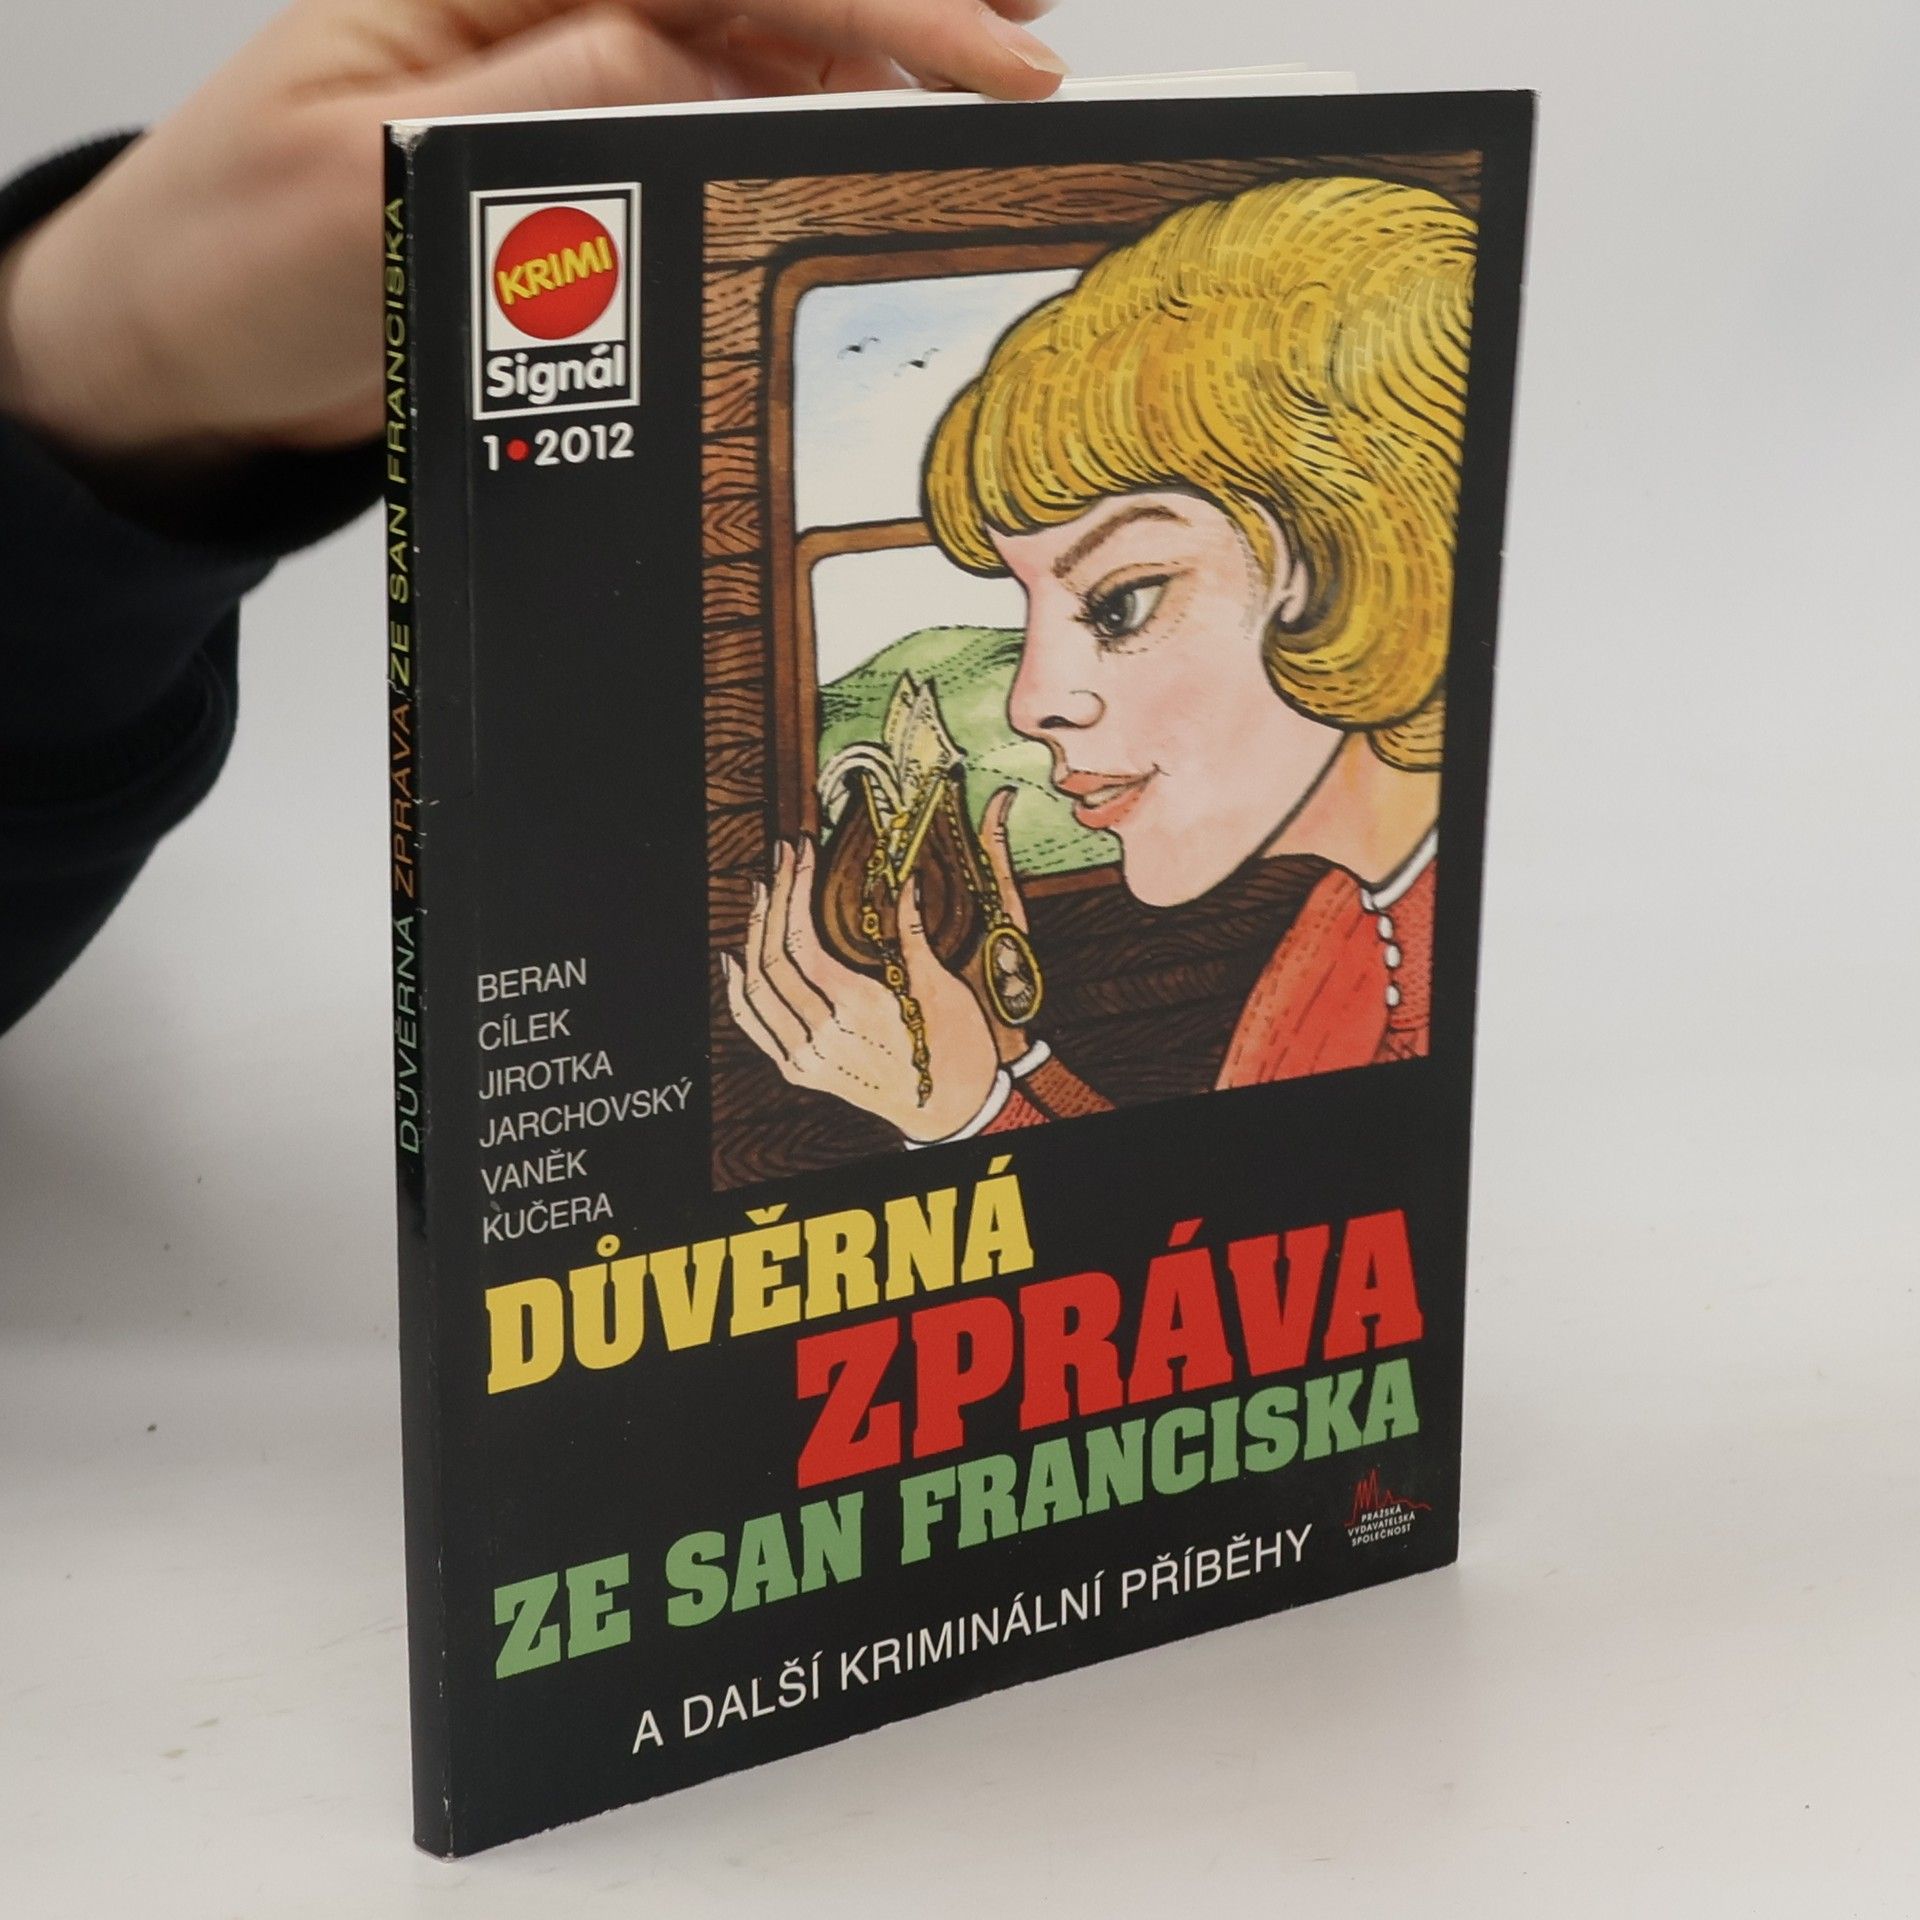 KRIMI
Signál
1•2012
BERAN
CÍLEK
JIROTKA
JARCHOVSKÝ
VANĚK
KUČERA
DŮVĚRNÁ
ZPRÁVA
ZE SAN FRANCISKA
A DALŠÍ KRIMINÁLNÍ PŘÍBĚHY
PRAŽSKÁ
VYDAVATELSKÁ
SPOLEČNOST
DŮVĚRNÁ ZPRÁVA ZE SAN FRANCISKA